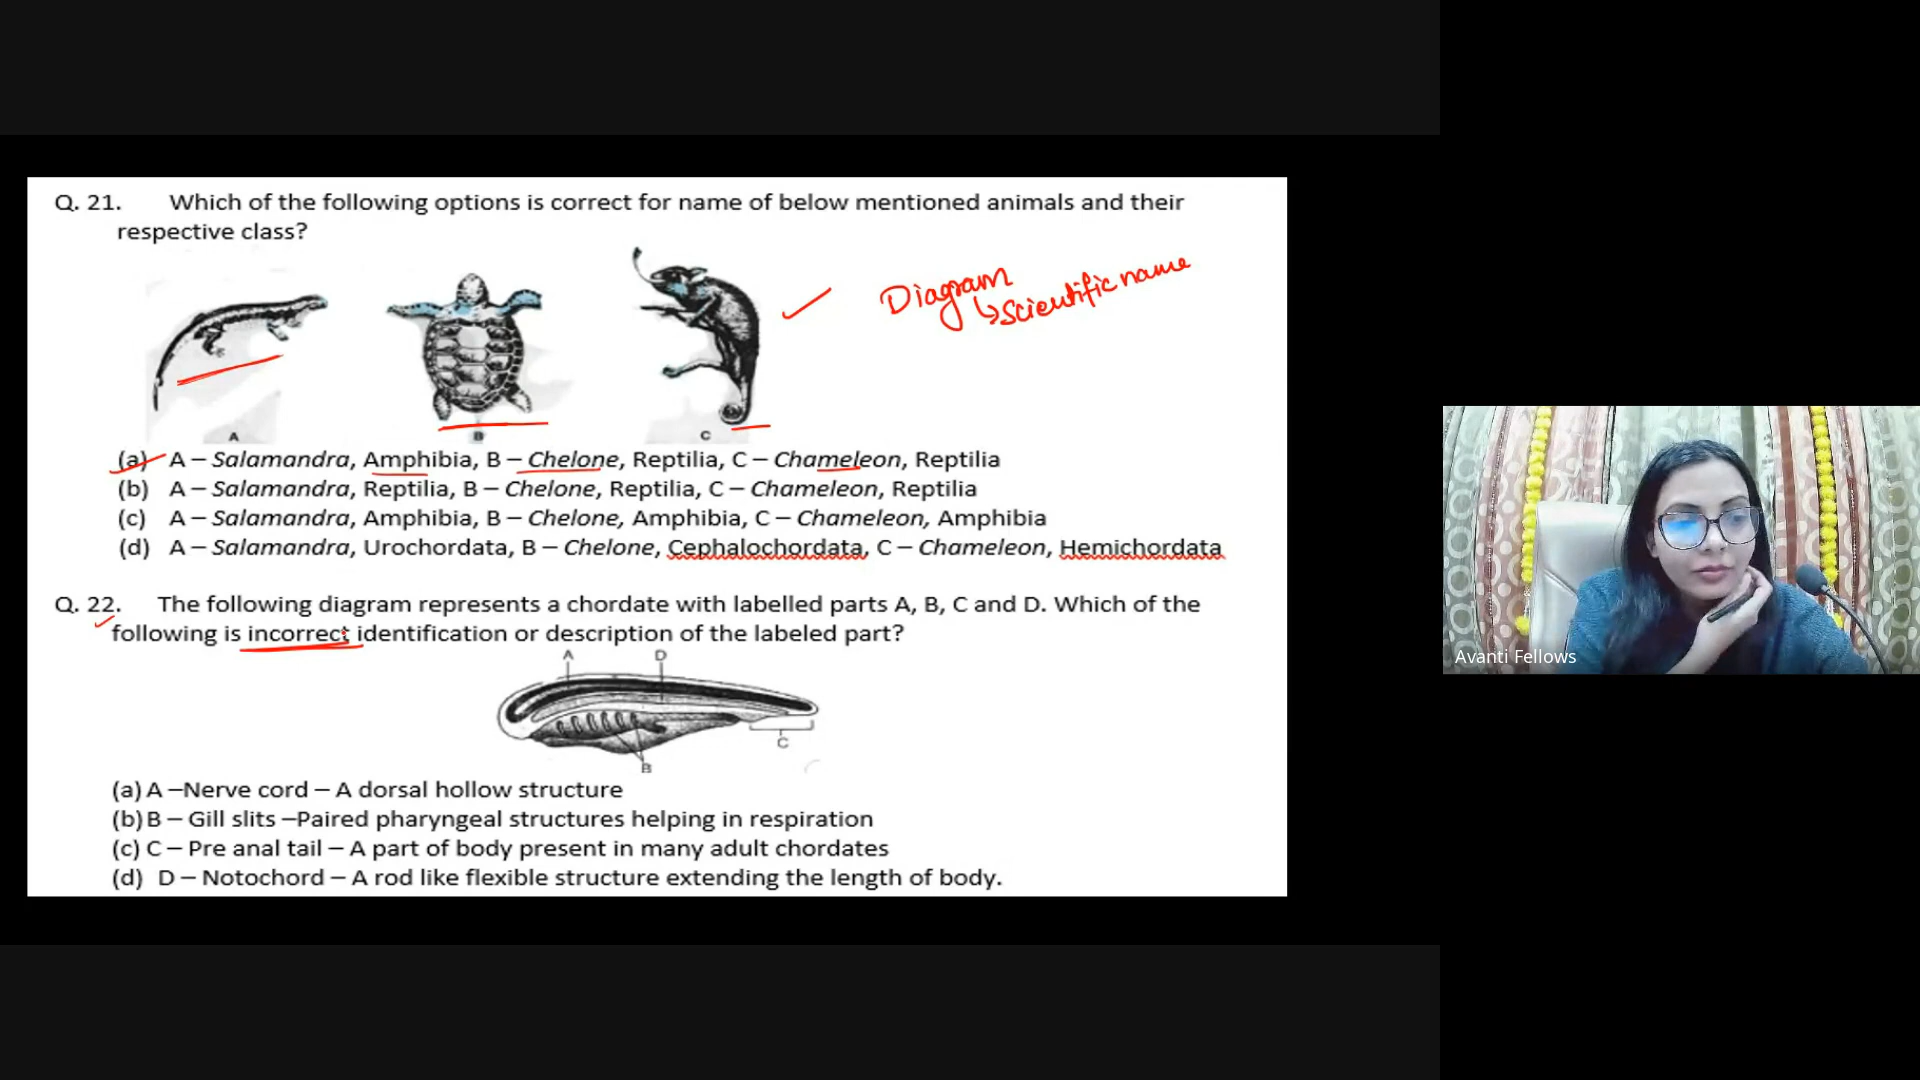 Q. 21. Which of the following options is correct for name of below mentioned animals and their
respective class?
Diagram
↳Scientific name
A
B
C
(a) A – Salamandra, Amphibia, B – Chelone, Reptilia, C – Chameleon, Reptilia
(b) A – Salamandra, Reptilia, B – Chelone, Reptilia, C – Chameleon, Reptilia
(c) A – Salamandra, Amphibia, B – Chelone, Amphibia, C – Chameleon, Amphibia
(d) A – Salamandra, Urochordata, B – Chelone, Cephalochordata, C – Chameleon, Hemichordata
Q. 22. The following diagram represents a chordate with labelled parts A, B, C and D. Which of the
following is incorrect identification or description of the labeled part?
A
D
C
B
(a) A –Nerve cord – A dorsal hollow structure
(b) B – Gill slits –Paired pharyngeal structures helping in respiration
(c) C – Pre anal tail – A part of body present in many adult chordates
(d) D – Notochord – A rod like flexible structure extending the length of body.
Avanti Fellows